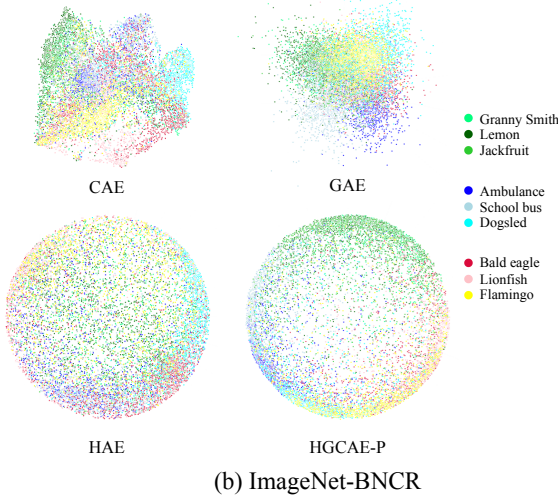 CAE
GAE
Granny Smith
Lemon
Jackfruit
Ambulance
School bus
Dogsled
Bald eagle
Lionfish
Flamingo
HAE
HGCAE-P
(b) ImageNet-BNCR